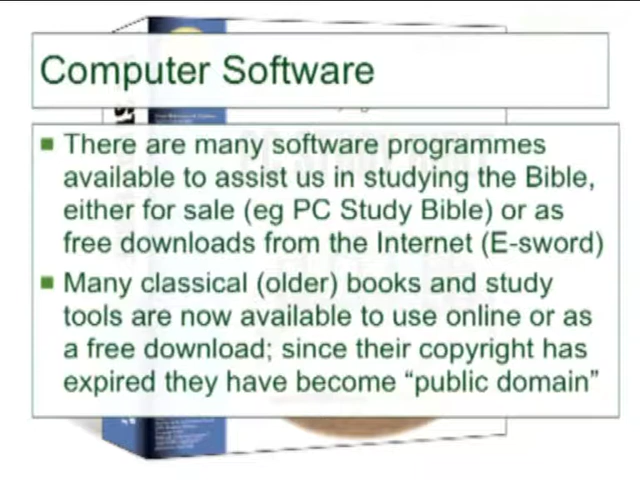 Computer Software
There are many software programmes
available to assist us in studying the Bible,
either for sale (eg PC Study Bible) or as
free downloads from the Internet (E-sword)
Many classical (older) books and study
tools are now available to use online or as
a free download; since their copyright has
expired they have become “public domain”